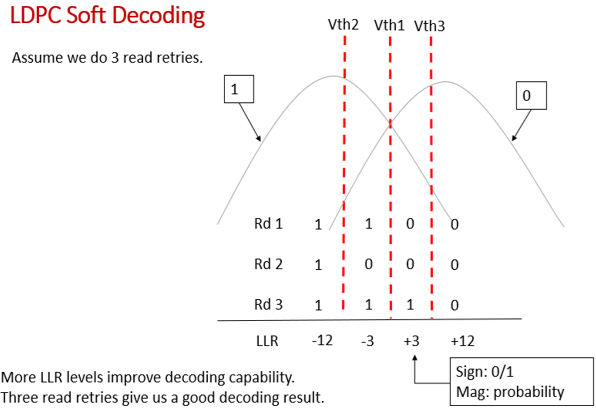 LDPC Soft Decoding
Assume we do 3 read retries.
Vth2 Vth1 Vth3
1
0
Rd 1 1 1 0 0
Rd 2 1 0 0 0
Rd 3 1 1 1 0
LLR -12 -3 +3 +12
Sign: 0/1
Mag: probability
More LLR levels improve decoding capability.
Three read retries give us a good decoding result.